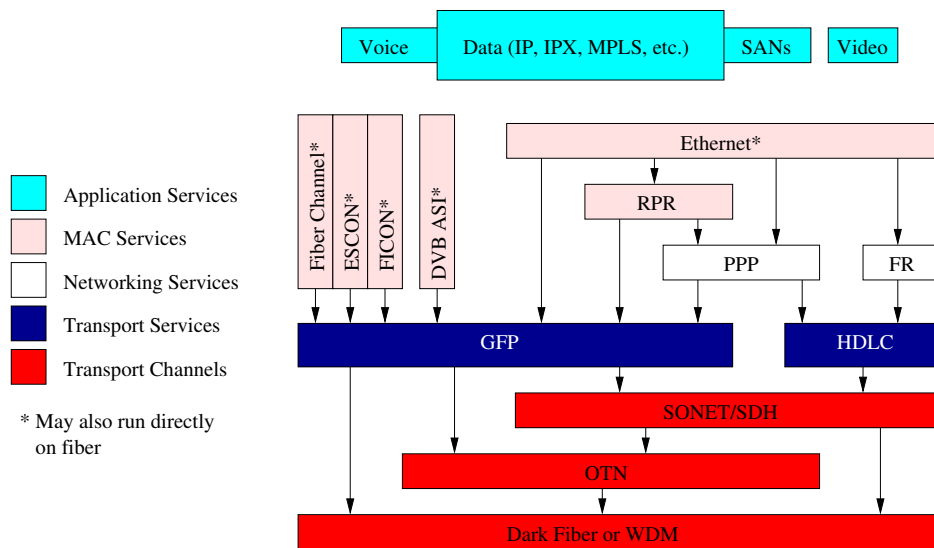 Voice
Data (IP, IPX, MPLS, etc.)
SANs
Video
Fiber Channel*
ESCON*
FICON*
DVB ASI*
Ethernet*
RPR
PPP
FR
GFP
HDLC
SONET/SDH
OTN
Dark Fiber or WDM
Application Services
MAC Services
Networking Services
Transport Services
Transport Channels
* May also run directly
on fiber